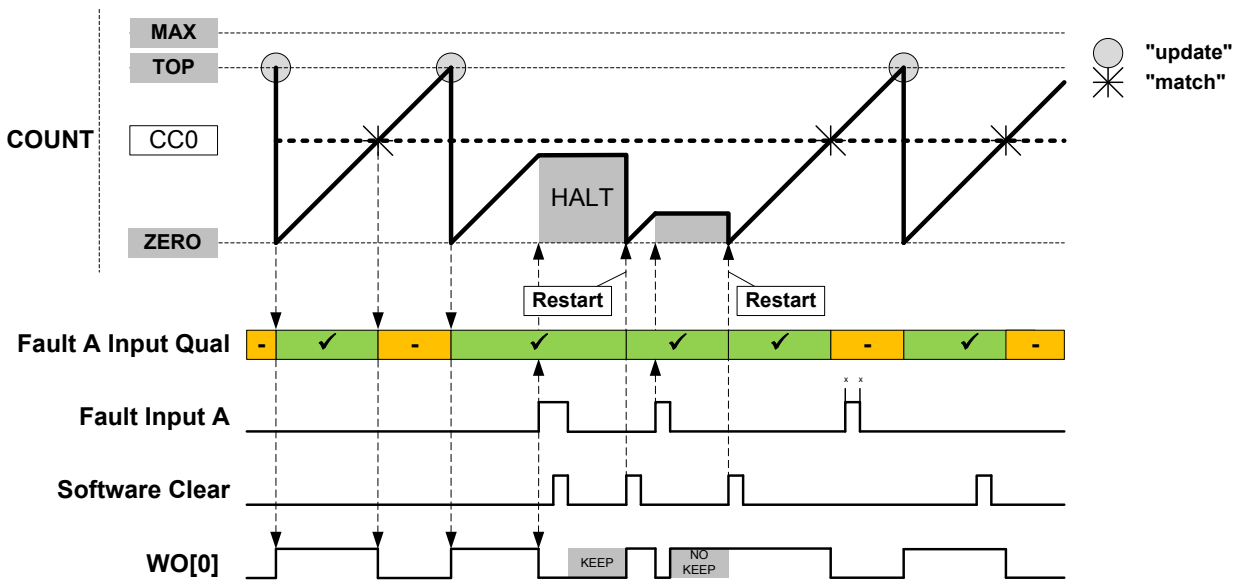 MAX
TOP
"update"
"match"
COUNT
CC0
HALT
ZERO
Restart
Restart
Fault A Input Qual
- ✓ - ✓ ✓ ✓ - ✓ -
x x
Fault Input A
Software Clear
WO[0]
KEEP
NO
KEEP